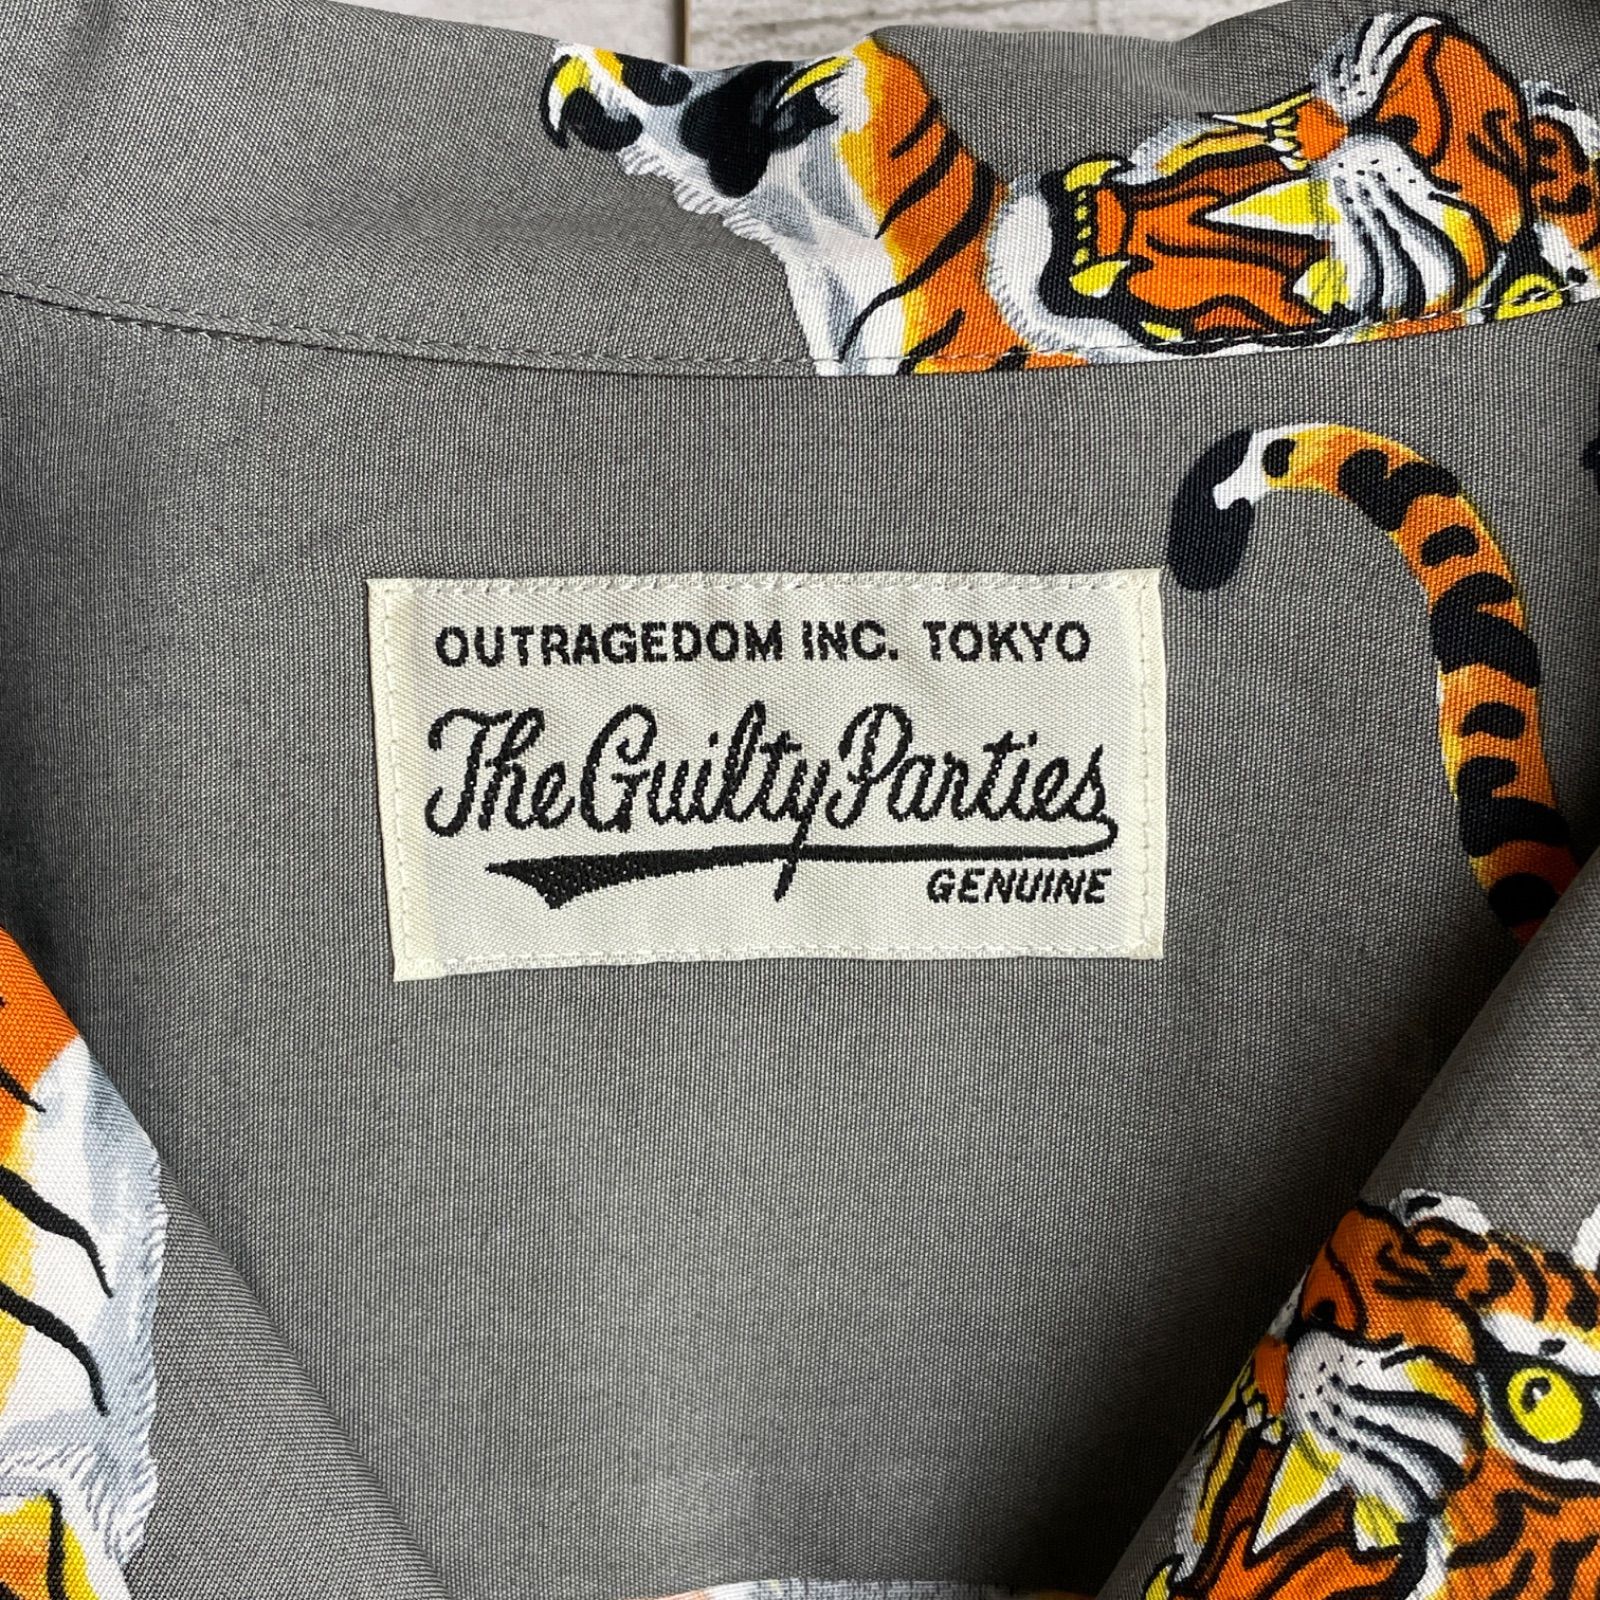 OUTRAGEDOM INC. TOKYO
The Guilty Parties
GENUINE